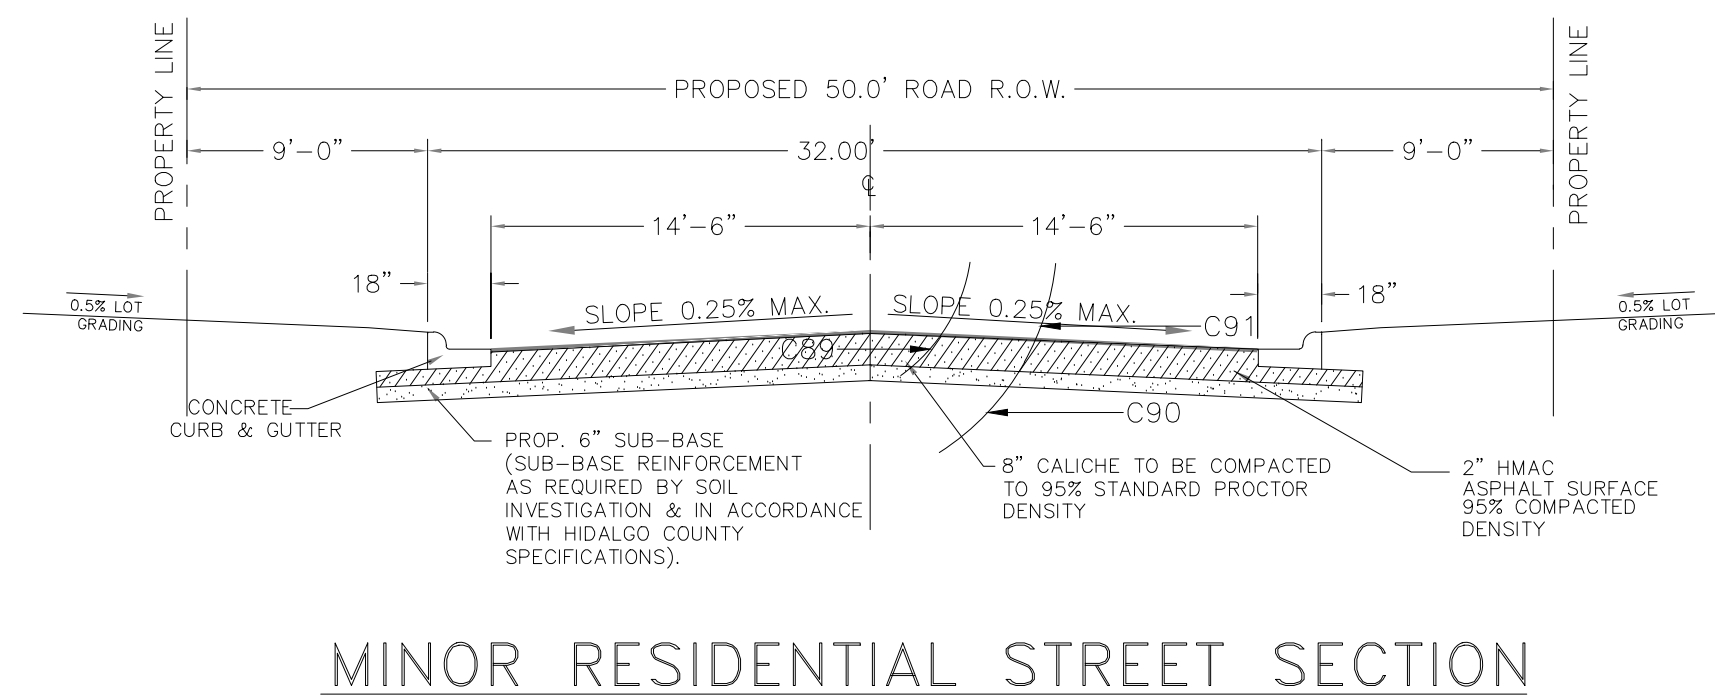 PROPERTY LINE
PROPERTY LINE
PROPOSED 50.0' ROAD R.O.W.
9'-0"
32.00'
9'-0"
℄
14'-6"
14'-6"
18"
18"
0.5% LOT
GRADING
SLOPE 0.25% MAX.
SLOPE 0.25% MAX.
0.5% LOT
GRADING
C91
C89
C90
CONCRETE
CURB & GUTTER
PROP. 6" SUB-BASE
(SUB-BASE REINFORCEMENT
AS REQUIRED BY SOIL
INVESTIGATION & IN ACCORDANCE
WITH HIDALGO COUNTY
SPECIFICATIONS).
8" CALICHE TO BE COMPACTED
TO 95% STANDARD PROCTOR
DENSITY
2" HMAC
ASPHALT SURFACE
95% COMPACTED
DENSITY
MINOR RESIDENTIAL STREET SECTION